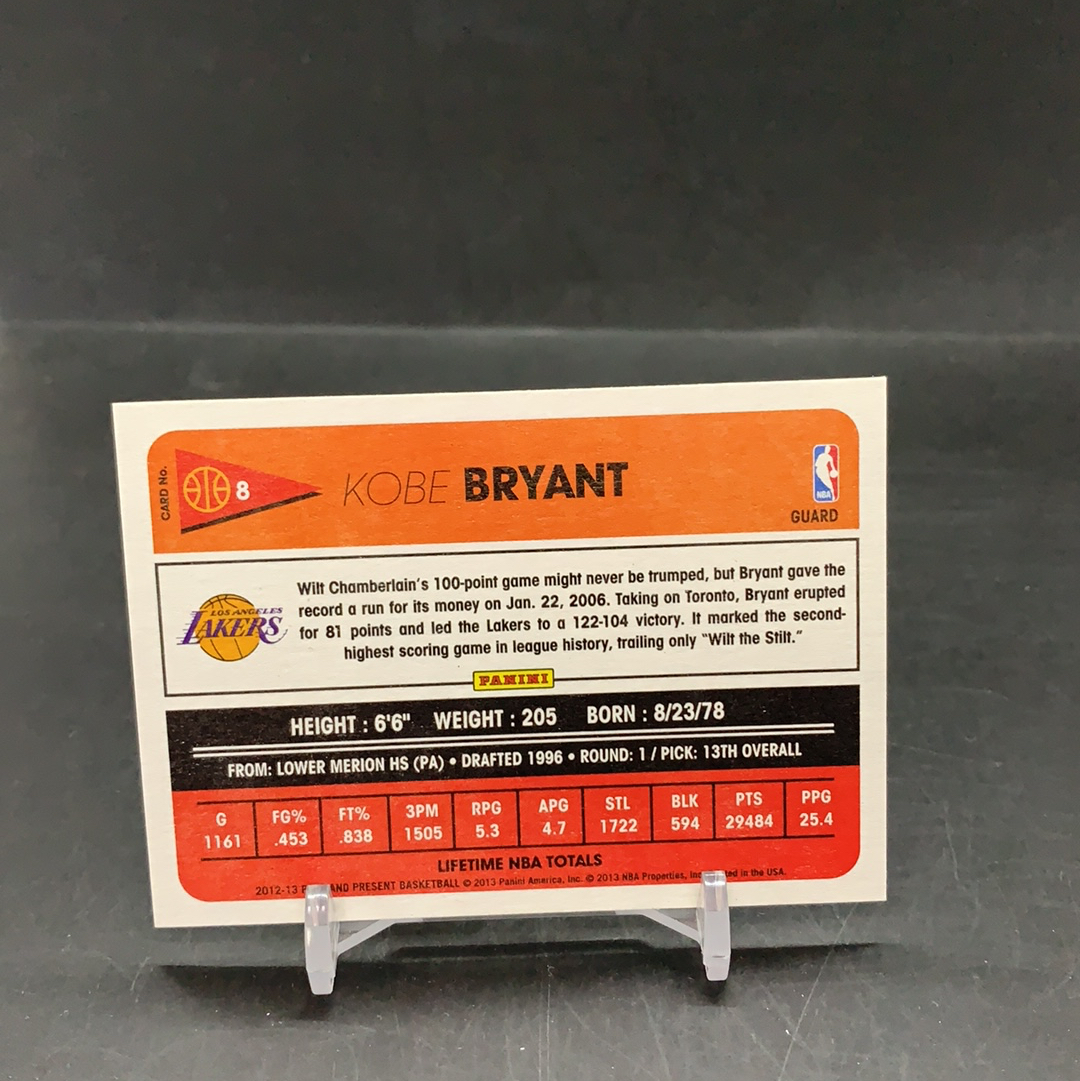 CARD No.
8
KOBE BRYANT
NBA
GUARD
LOS ANGELES
LAKERS
Wilt Chamberlain's 100-point game might never be trumped, but Bryant gave the
record a run for its money on Jan. 22, 2006. Taking on Toronto, Bryant erupted
for 81 points and led the Lakers to a 122-104 victory. It marked the second-
highest scoring game in league history, trailing only "Wilt the Stilt."
PANINI
HEIGHT : 6'6" WEIGHT : 205 BORN : 8/23/78
FROM: LOWER MERION HS (PA) • DRAFTED 1996 • ROUND: 1 / PICK: 13TH OVERALL
G FG% FT% 3PM RPG APG STL BLK PTS PPG
1161 .453 .838 1505 5.3 4.7 1722 594 29484 25.4
LIFETIME NBA TOTALS
2012-13 AND PRESENT BASKETBALL © 2013 Panini America, Inc. © 2013 NBA Properties, in the USA.